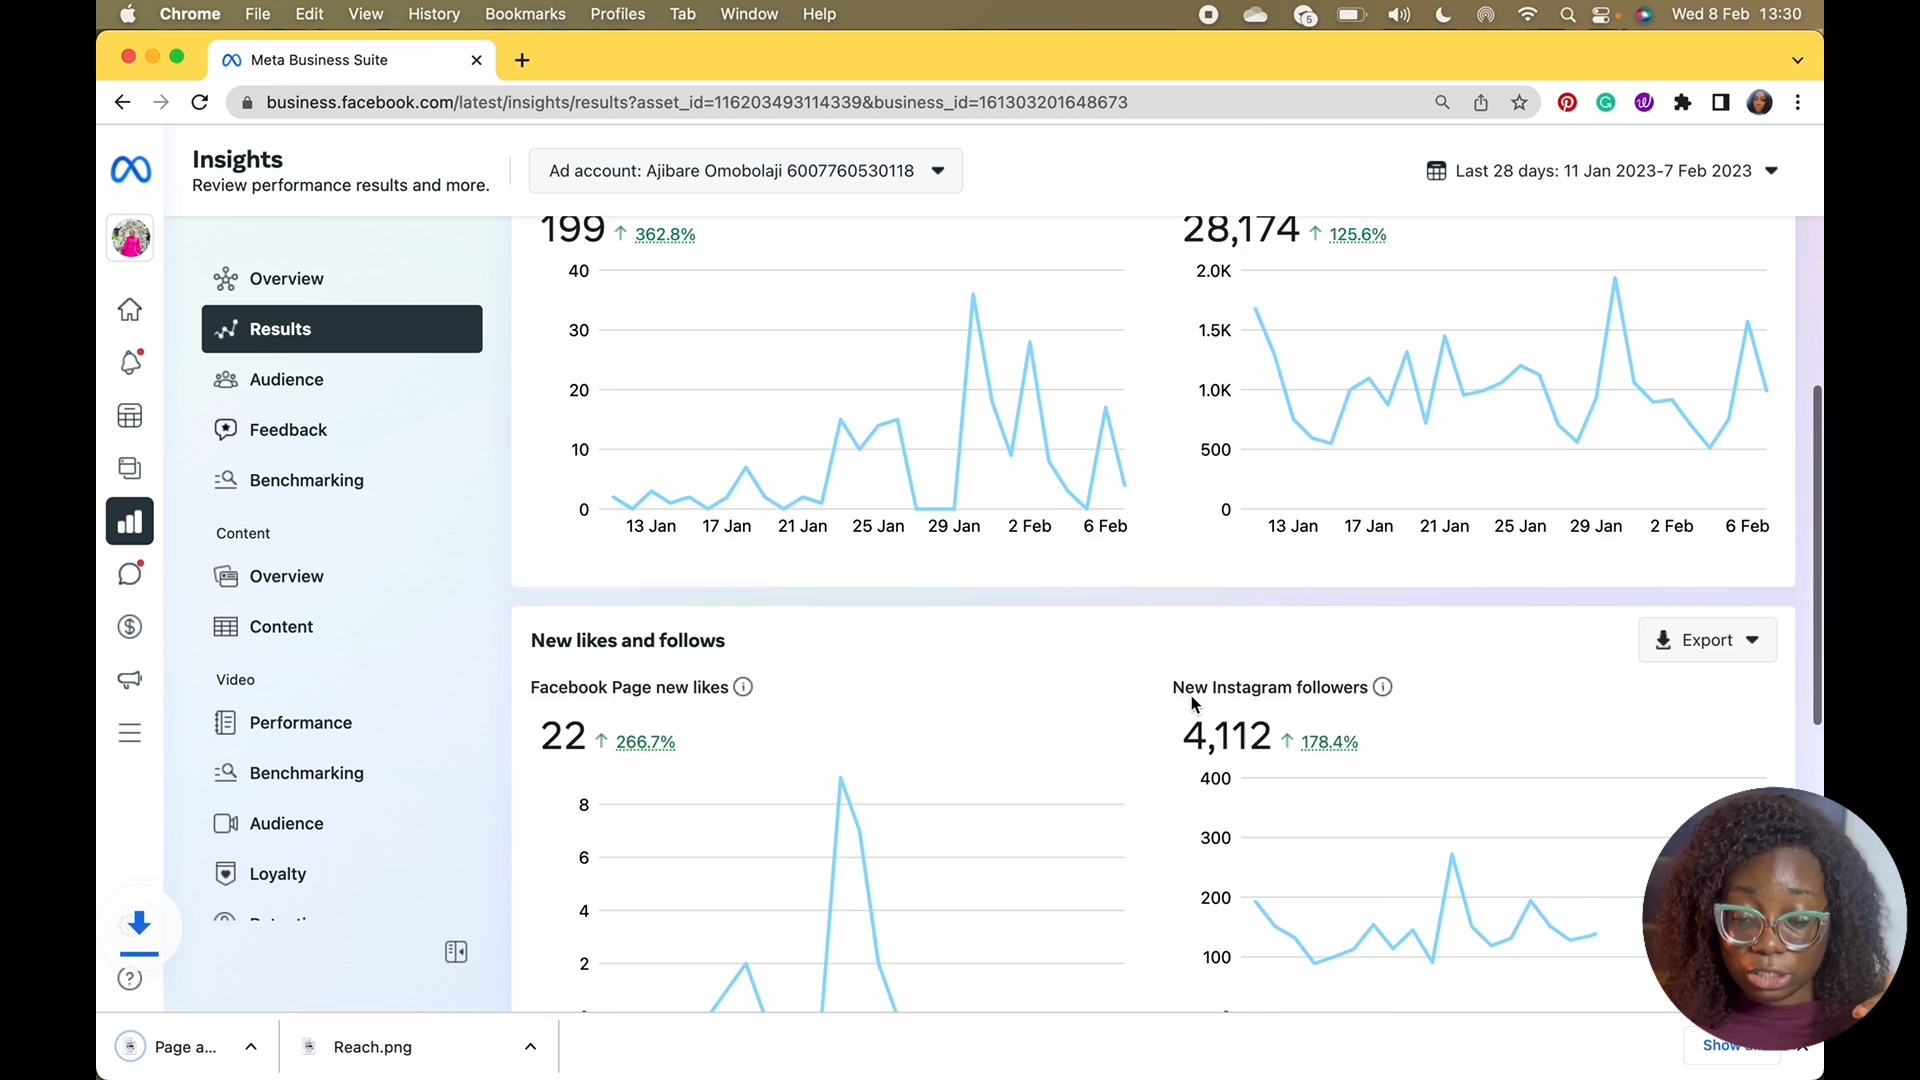 Chrome File Edit View History Bookmarks Profiles Tab Window Help
5
Wed 8 Feb 13:30
Meta Business Suite
business.facebook.com/latest/insights/results?asset_id=116203493114339&business_id=161303201648673
Insights
Review performance results and more.
Ad account: Ajibare Omobolaji 6007760530118
Last 28 days: 11 Jan 2023-7 Feb 2023
Overview
Results
Audience
Feedback
Benchmarking
Content
Overview
Content
Video
Performance
Benchmarking
Audience
Loyalty
199 ↑ 362.8%
40
30
20
10
0
13 Jan 17 Jan 21 Jan 25 Jan 29 Jan 2 Feb 6 Feb
28,174 ↑ 125.6%
2.0K
1.5K
1.0K
500
0
13 Jan 17 Jan 21 Jan 25 Jan 29 Jan 2 Feb 6 Feb
New likes and follows
Export
Facebook Page new likes
22 ↑ 266.7%
8
6
4
2
New Instagram followers
4,112 ↑ 178.4%
400
300
200
100
Page a...
Reach.png
Show